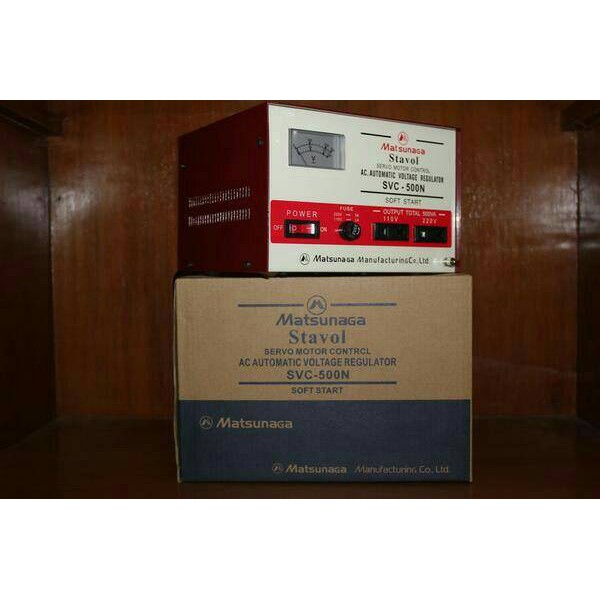 V
Matsunaga
Stavol
SERVO MOTOR CONTROL
AC. AUTOMATIC VOLTAGE REGULATOR
SVC - 500N
SOFT START
POWER
OFF
ON
FUSE
OUTPUT TOTAL 500VA
110V
220V
Matsunaga Manufacturing Co., Ltd.
Matsunaga
Stavol
SERVO MOTOR CONTRCL
AC AUTOMATIC VOLTAGE REGULATOR
SVC-500N
SOFT START
Matsunaga
Matsunaga Manufacturing Co., Ltd.